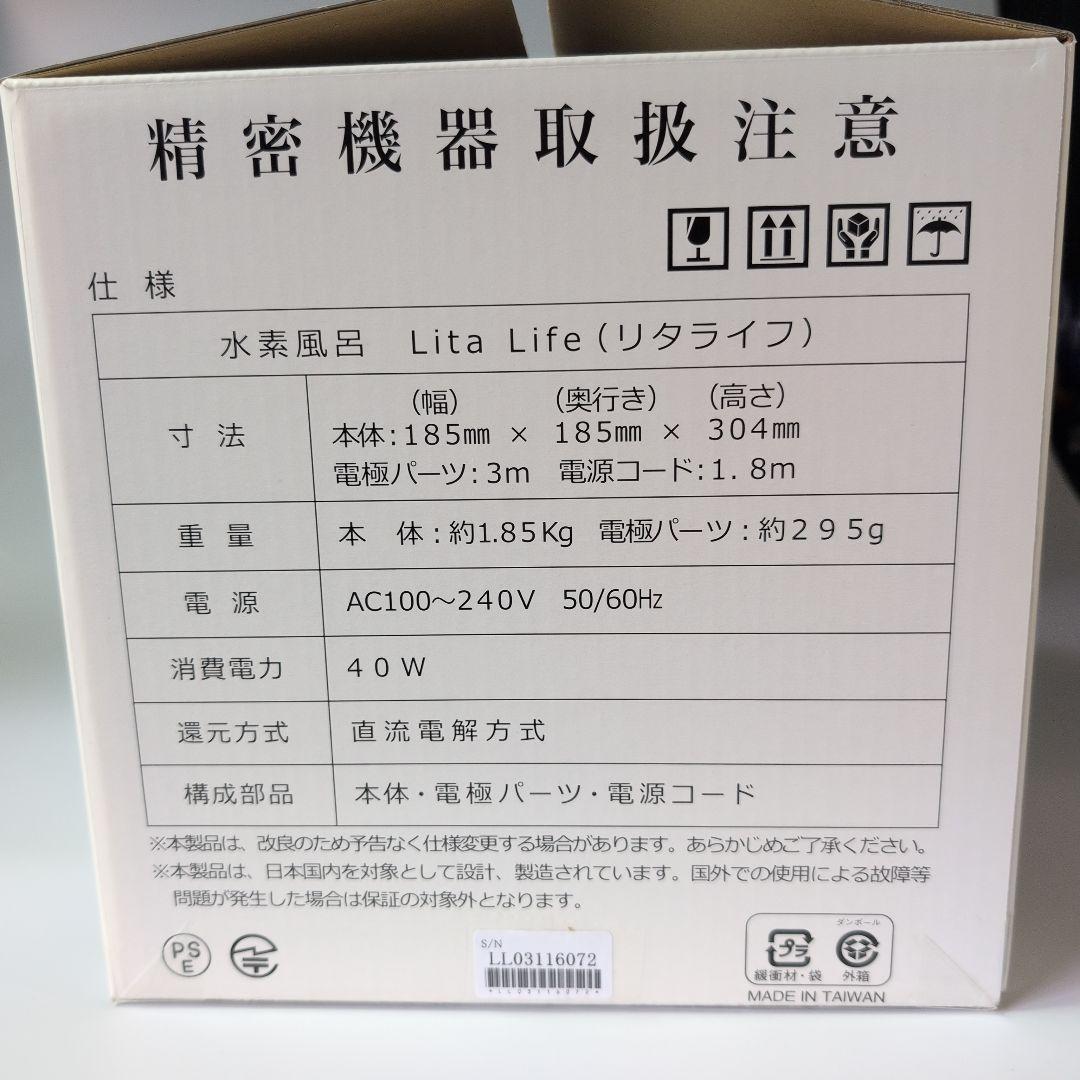 精密機器取扱注意
仕様
水素風呂 Lita Life（リタライフ）
寸法
（幅） （奥行き） （高さ）
本体：185㎜ × 185㎜ × 304㎜
電極パーツ：3m 電源コード：1.8m
重量 本体：約1.85Kg 電極パーツ：約295g
電源 AC100～240V 50/60Hz
消費電力 40W
還元方式 直流電解方式
構成部品 本体・電極パーツ・電源コード
※本製品は、改良のため予告なく仕様変更する場合があります。あらかじめご了承ください。
※本製品は、日本国内を対象として設計、製造されています。国外での使用による故障等
問題が発生した場合は保証の対象外となります。
PSE
S/N
LL03116072
*LL03116072*
ダンボール
プラ
緩衝材・袋 外箱
MADE IN TAIWAN